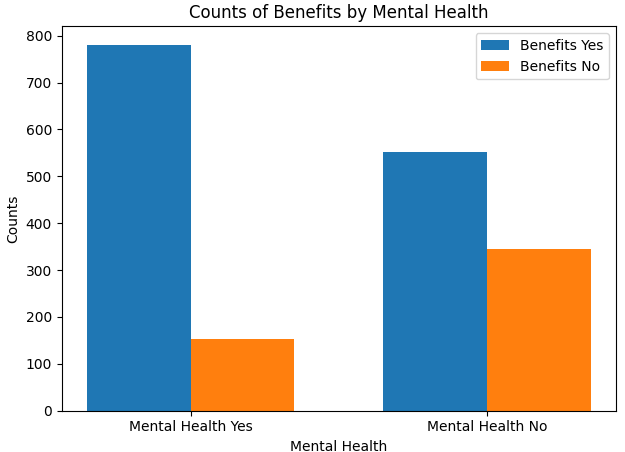 Counts of Benefits by Mental Health
Benefits Yes
Benefits No
800
700
600
500
400
300
200
100
0
Counts
Mental Health Yes
Mental Health No
Mental Health